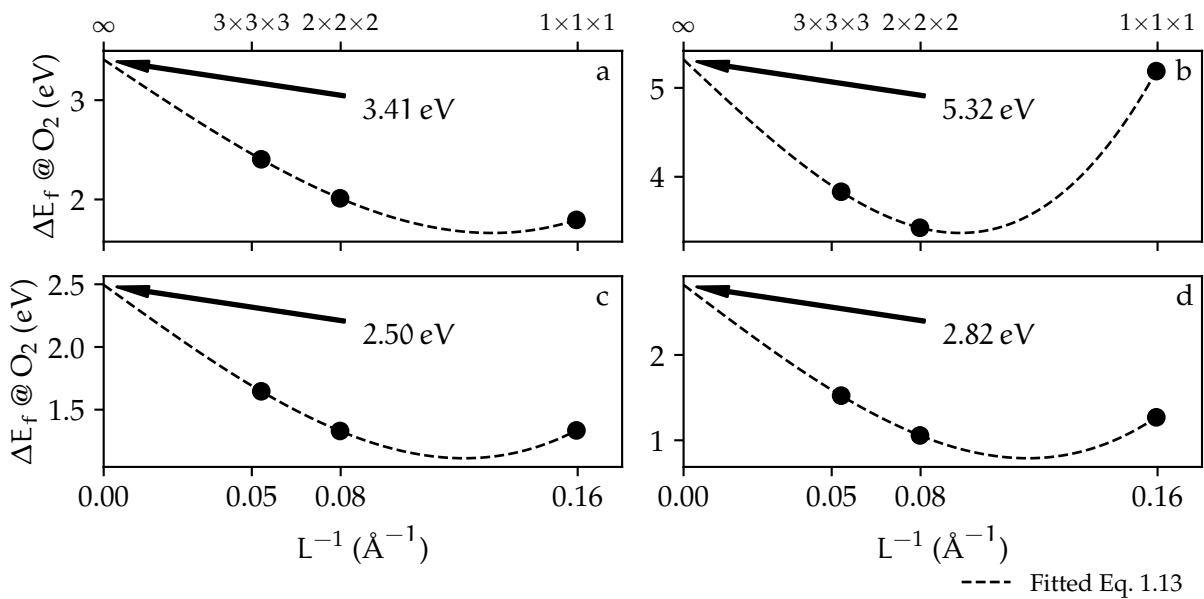 ∞ 3×3×3 2×2×2 1×1×1
∞ 3×3×3 2×2×2 1×1×1
ΔE_f @ O₂ (eV)
3
2
a
3.41 eV
5
4
b
5.32 eV
ΔE_f @ O₂ (eV)
2.5
2.0
1.5
c
2.50 eV
2
1
d
2.82 eV
0.00 0.05 0.08 0.16
0.00 0.05 0.08 0.16
L⁻¹ (Å⁻¹)
L⁻¹ (Å⁻¹)
Fitted Eq. 1.13